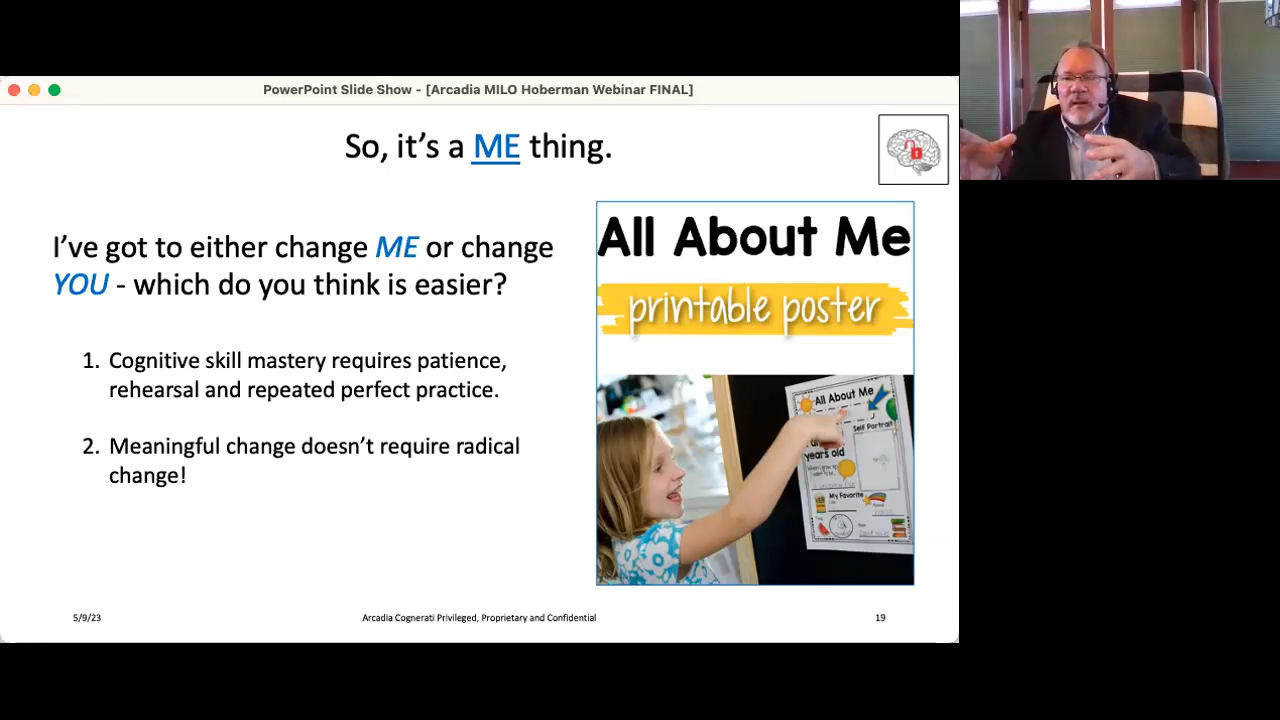 PowerPoint Slide Show - [Arcadia MILO Hoberman Webinar FINAL]
So, it's a ME thing.
I've got to either change ME or change
YOU - which do you think is easier?
1. Cognitive skill mastery requires patience,
rehearsal and repeated perfect practice.
2. Meaningful change doesn't require radical
change!
All About Me
printable poster
All About Me
Self Portrait
years old
My Favorite
5/9/23
Arcadia Cognerati Privileged, Proprietary and Confidential
19